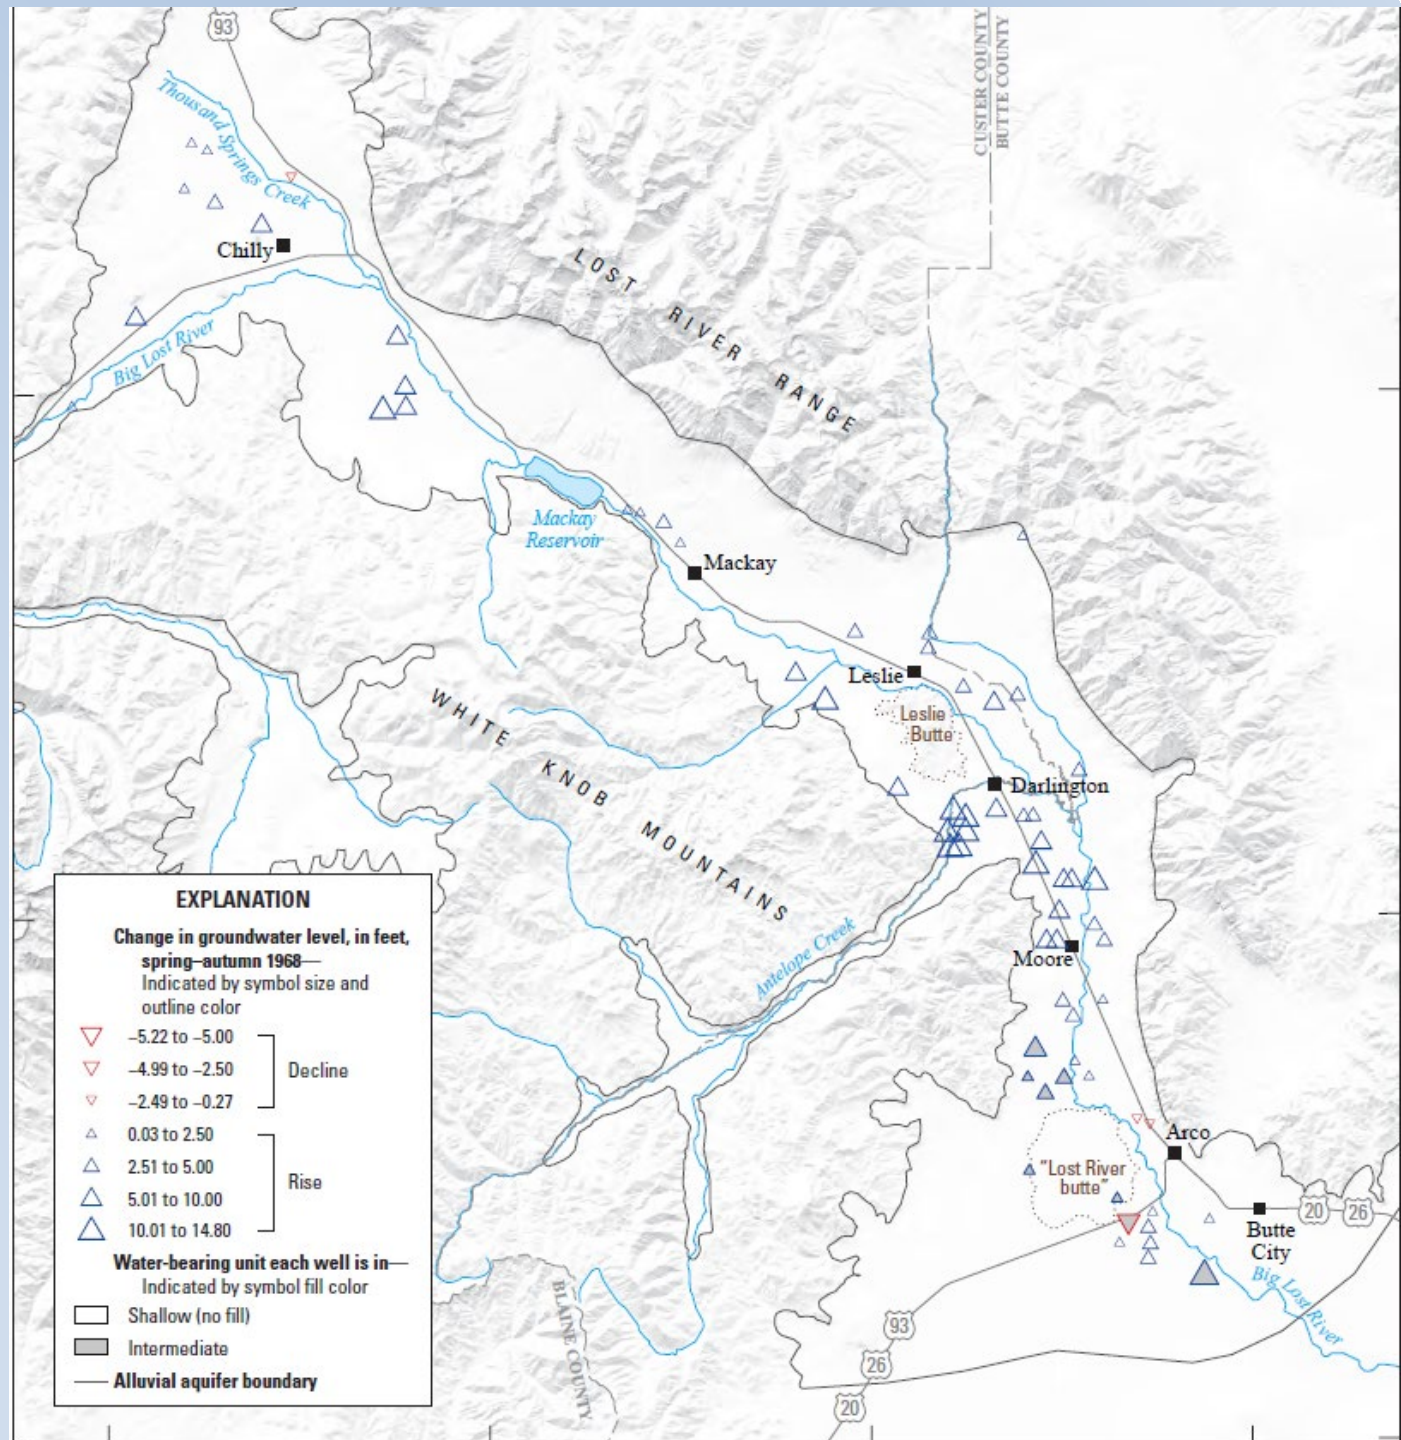 93
Thousand Springs Creek
CUSTER COUNTY
BUTTE COUNTY
Chilly
Big Lost River
LOST RIVER RANGE
Mackay
Reservoir
Mackay
Leslie
Leslie
Butte
WHITE KNOB MOUNTAINS
Darlington
Antelope Creek
Moore
Arco
"Lost River
butte"
Butte
City
20
26
Big Lost River
93
26
20
BLAINE COUNTY
EXPLANATION
Change in groundwater level, in feet,
spring–autumn 1968—
Indicated by symbol size and
outline color
–5.22 to –5.00
–4.99 to –2.50
–2.49 to –0.27
Decline
0.03 to 2.50
2.51 to 5.00
5.01 to 10.00
10.01 to 14.80
Rise
Water-bearing unit each well is in—
Indicated by symbol fill color
Shallow (no fill)
Intermediate
Alluvial aquifer boundary